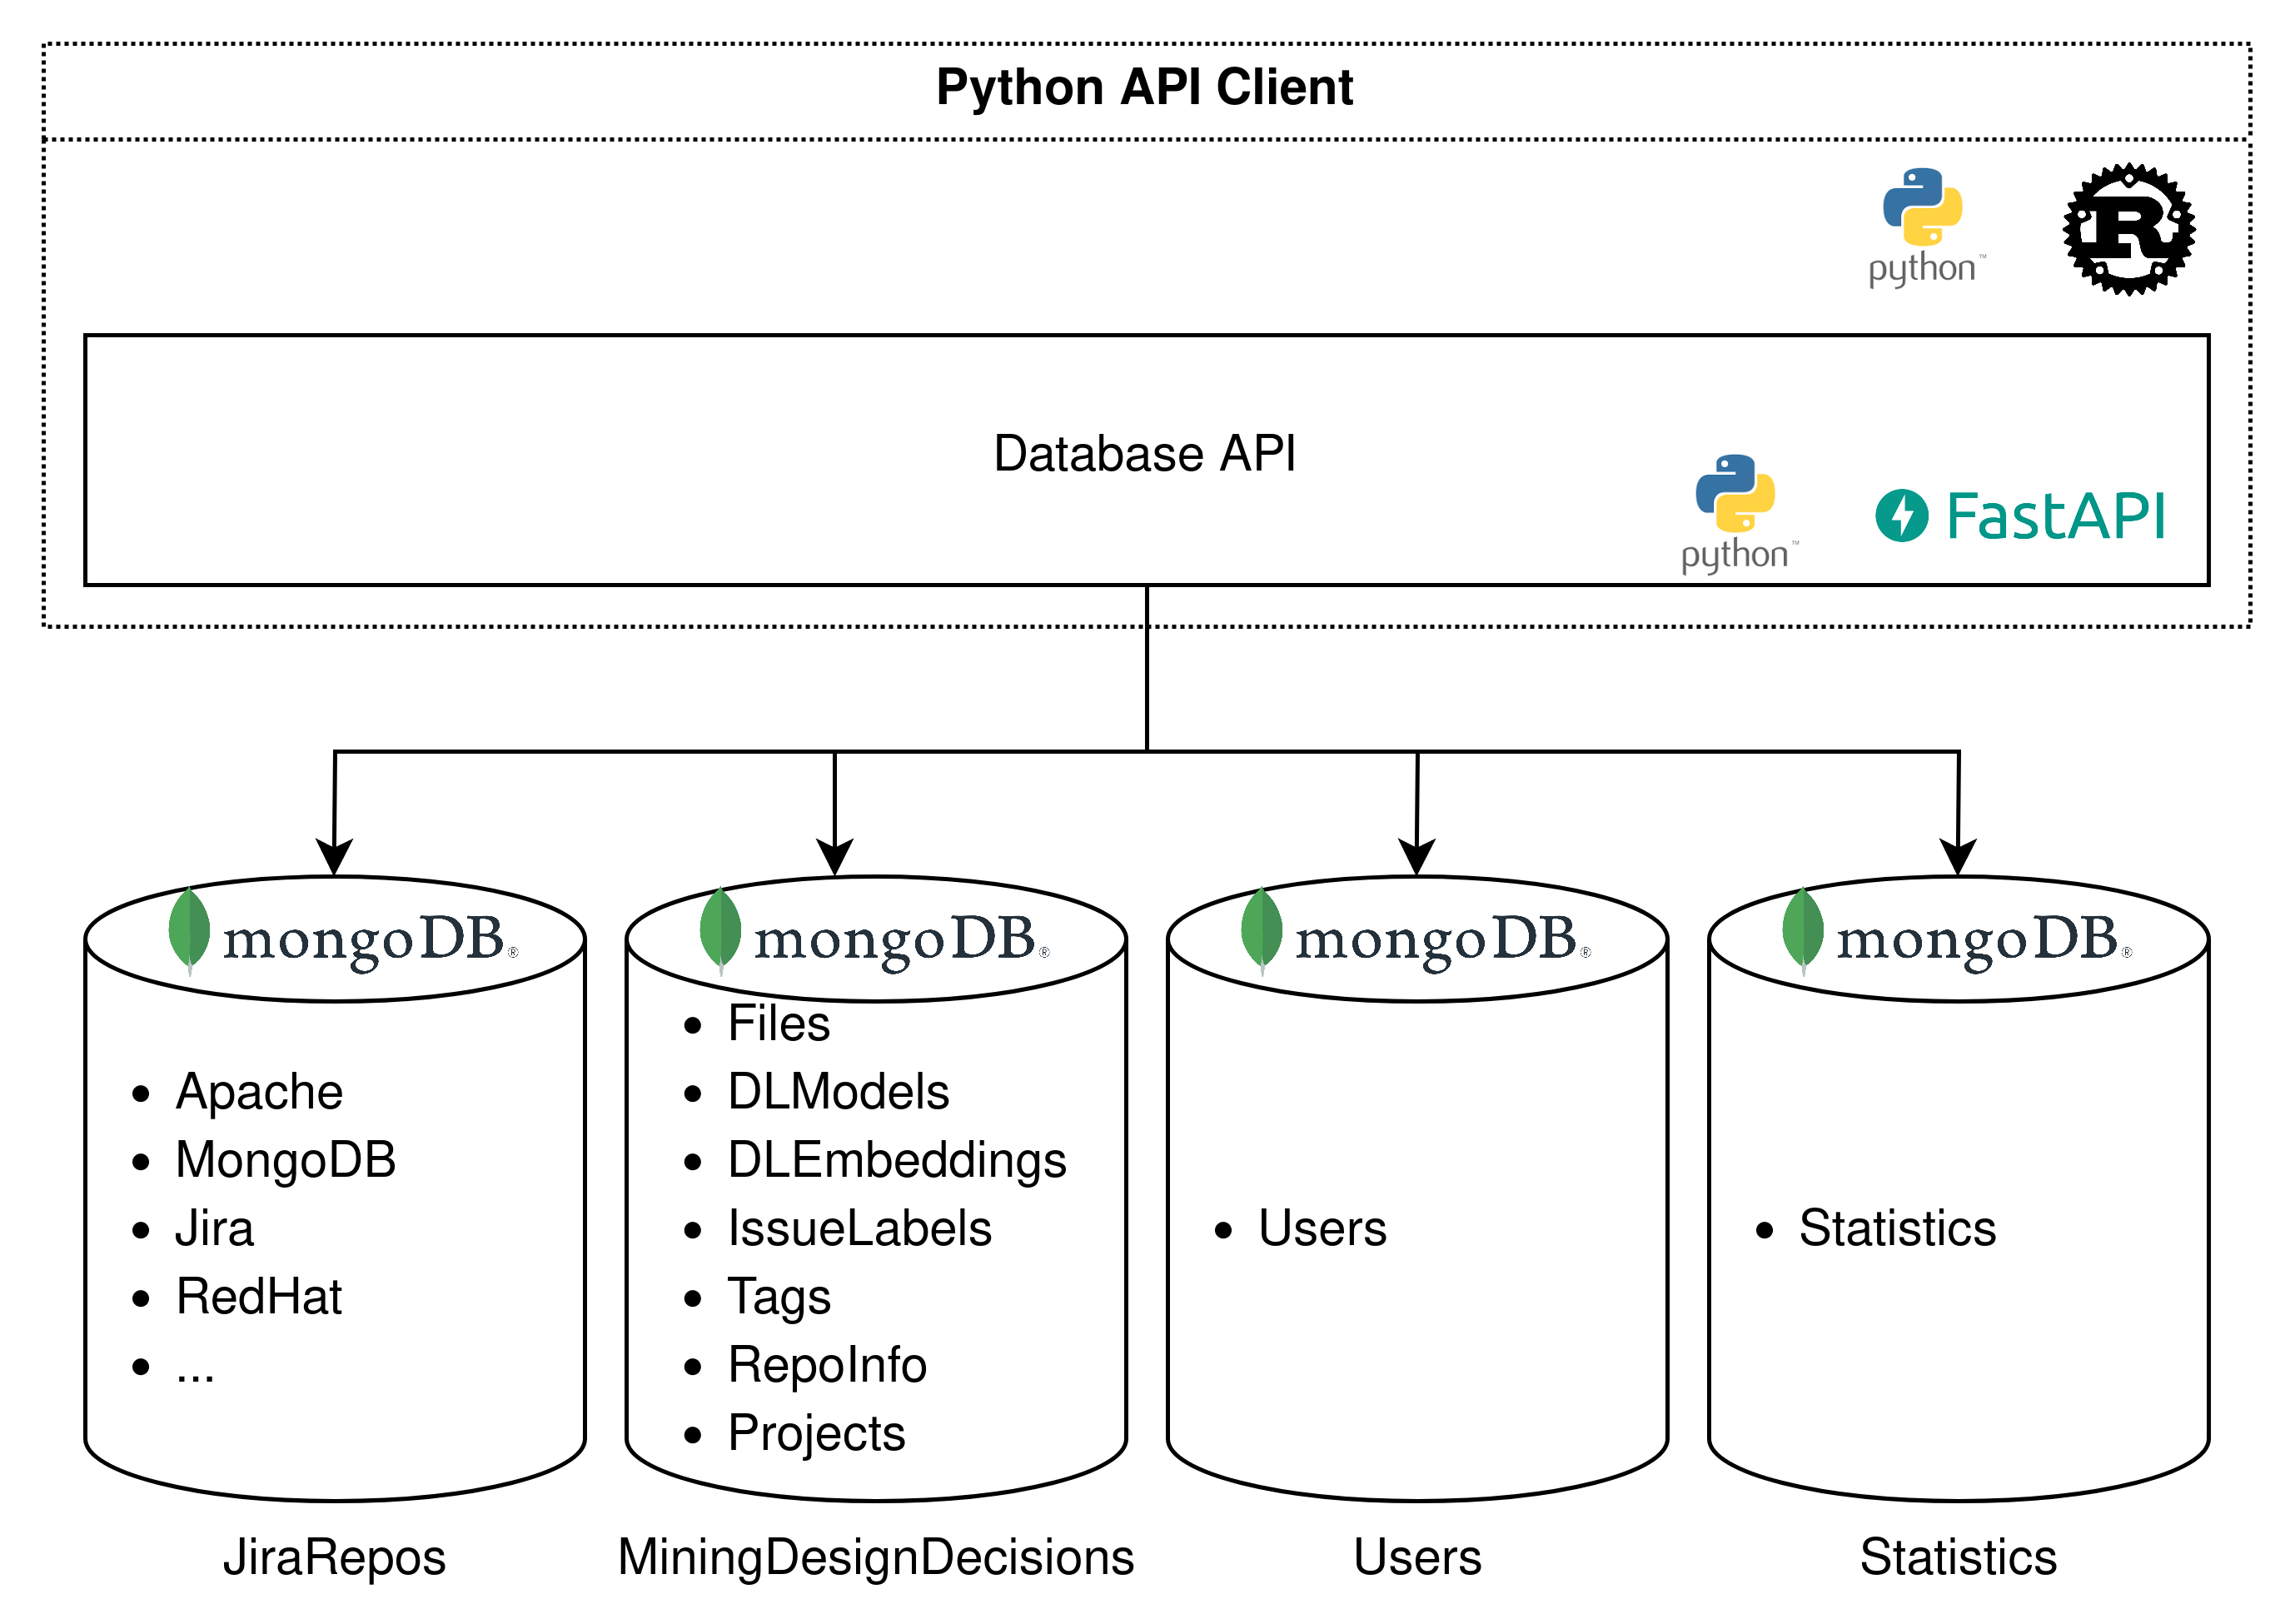 Python API Client
python™
R
Database API
python™
FastAPI
mongoDB®
mongoDB®
mongoDB®
mongoDB®
• Apache
• MongoDB
• Jira
• RedHat
• ...
• Files
• DLModels
• DLEmbeddings
• IssueLabels
• Tags
• RepoInfo
• Projects
• Users
• Statistics
JiraRepos
MiningDesignDecisions
Users
Statistics